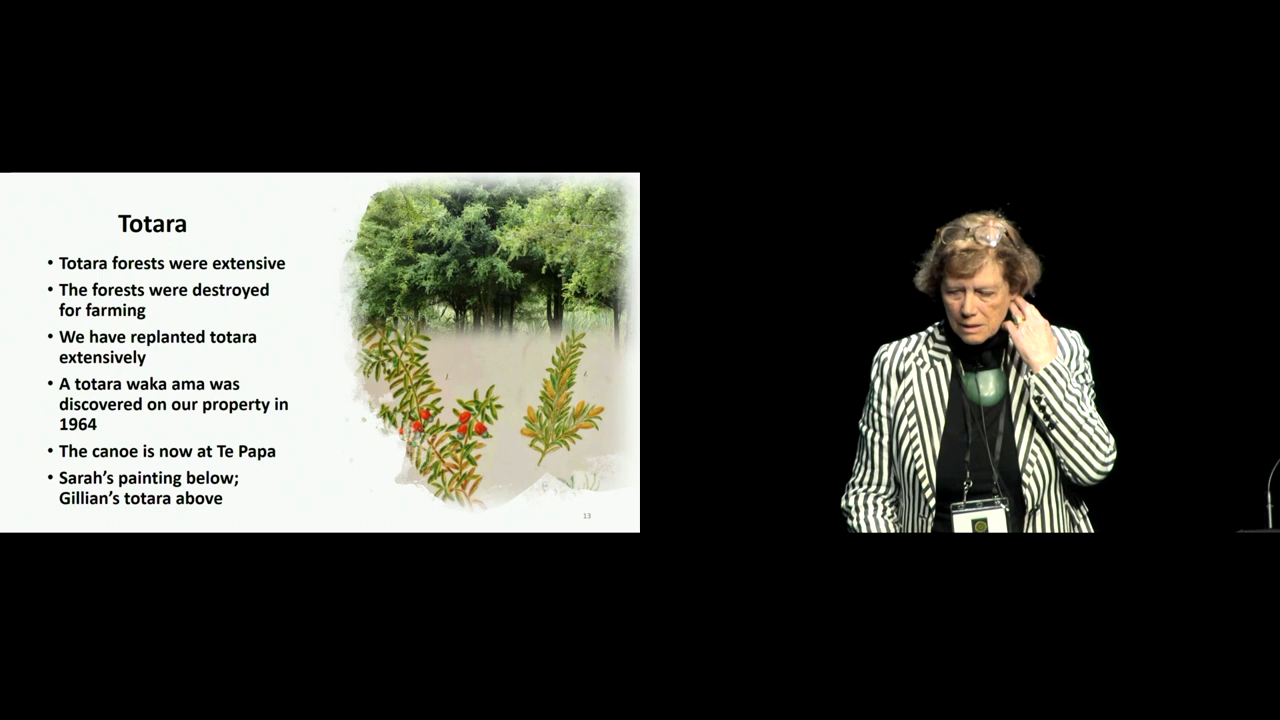 Totara
• Totara forests were extensive
• The forests were destroyed
for farming
• We have replanted totara
extensively
• A totara waka ama was
discovered on our property in
1964
• The canoe is now at Te Papa
• Sarah’s painting below;
Gillian’s totara above
13